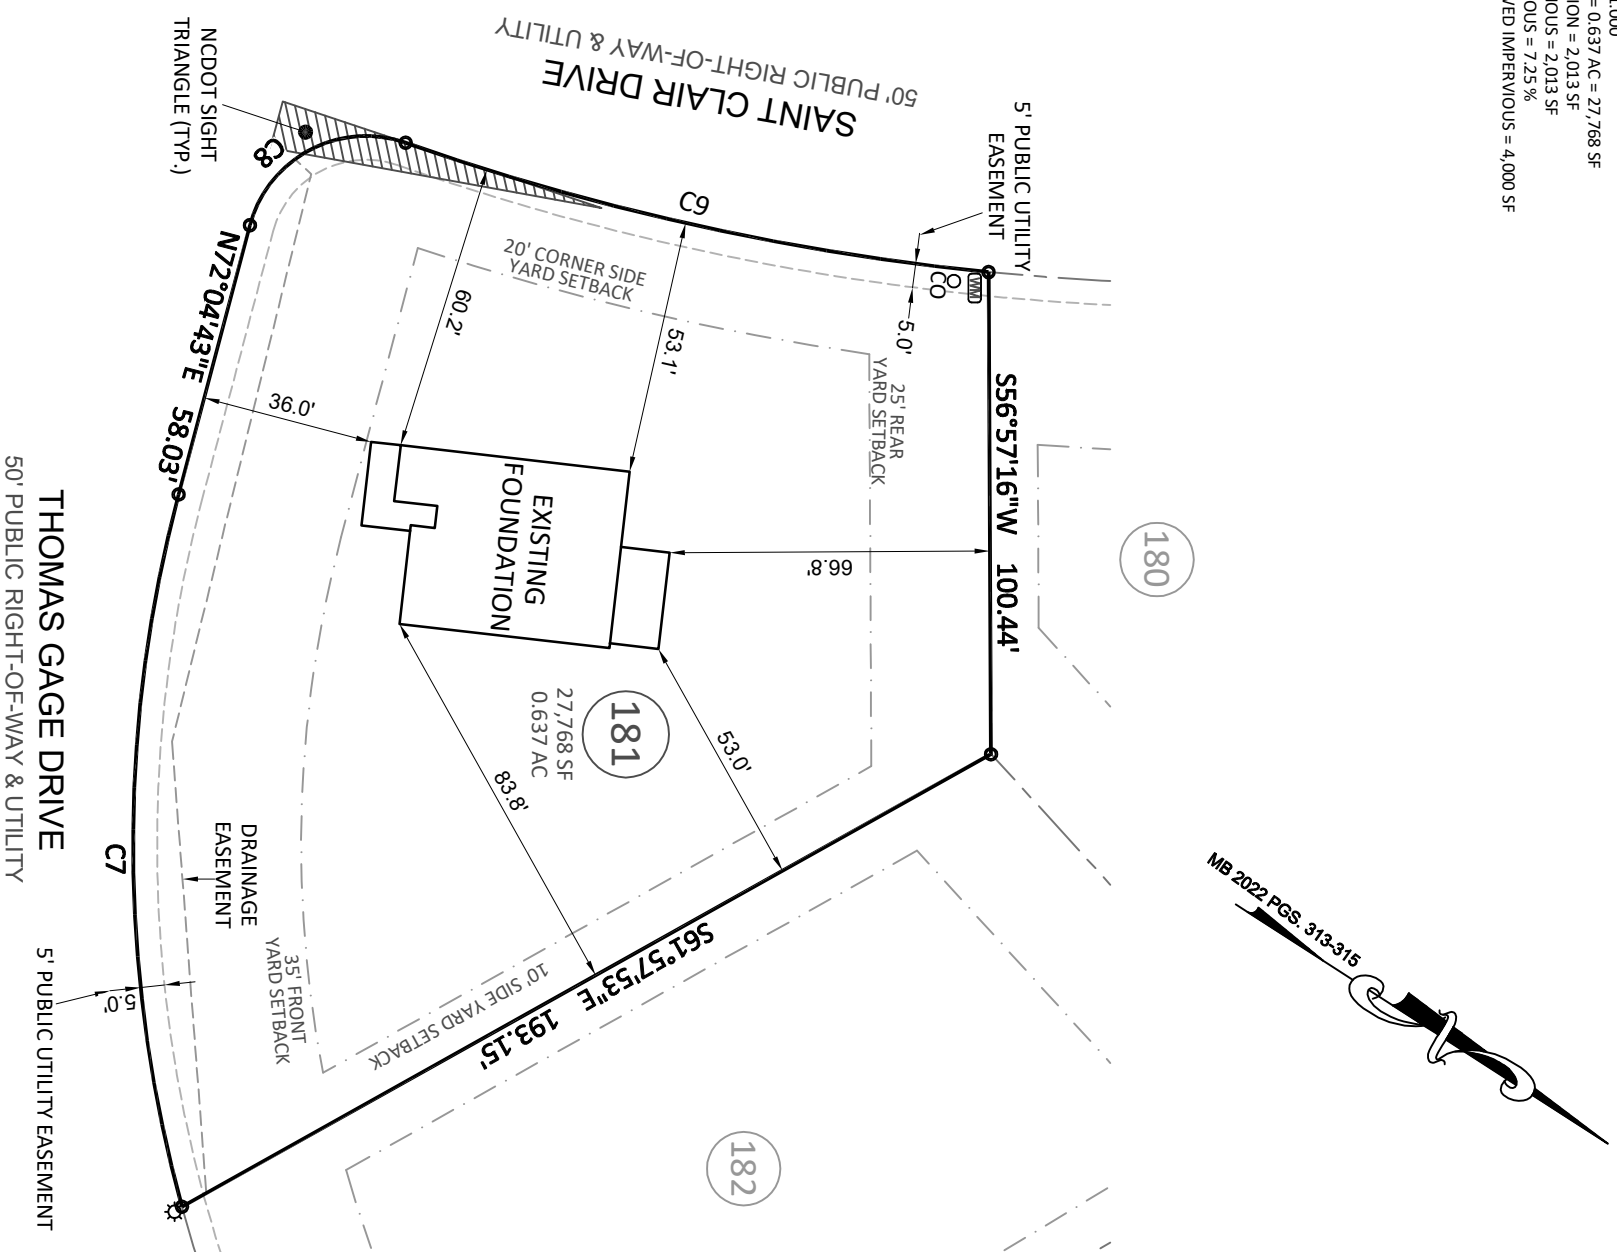 = 0.637 AC = 27,768 SF
ION = 2,013 SF
IOUS = 2,013 SF
OUS = 7.25 %
VED IMPERVIOUS = 4,000 SF
NCDOT SIGHT
TRIANGLE (TYP.)
SAINT CLAIR DRIVE
50' PUBLIC RIGHT-OF-WAY & UTILITY
5' PUBLIC UTILITY
EASEMENT
C8
C9
WM
CO
5.0'
20' CORNER SIDE
YARD SETBACK
60.2'
53.1'
25' REAR
YARD SETBACK
S56°57'16"W 100.44'
N72°04'43"E 58.03'
36.0'
EXISTING
FOUNDATION
66.8'
180
181
27,768 SF
0.637 AC
53.0'
83.8'
THOMAS GAGE DRIVE
50' PUBLIC RIGHT-OF-WAY & UTILITY
C7
DRAINAGE
EASEMENT
35' FRONT
YARD SETBACK
10' SIDE YARD SETBACK
S61°57'53"E 193.15'
5.0'
5' PUBLIC UTILITY EASEMENT
182
MB 2022 PGS. 313-315